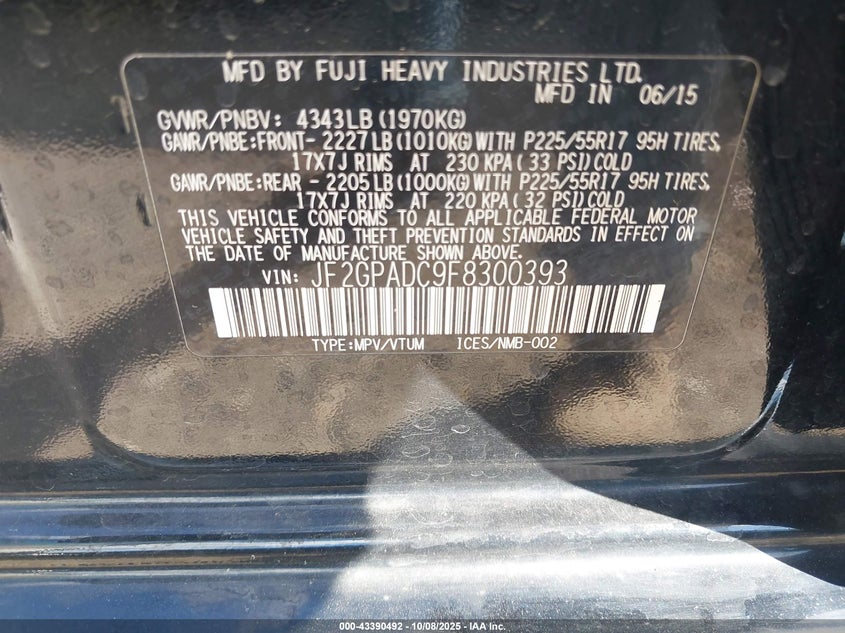 MFD BY FUJI HEAVY INDUSTRIES LTD.
MFD IN 06/15
GVWR/PNBV: 4343LB(1970KG)
GAWR/PNBE:FRONT- 2227LB(1010KG)WITH P225/55R17 95H TIRES,
17X7J RIMS AT 230 KPA( 33 PSI)COLD
GAWR/PNBE:REAR - 2205LB(1000KG)WITH P225/55R17 95H TIRES,
17X7J RIMS AT 220 KPA( 32 PSI)COLD
THIS VEHICLE CONFORMS TO ALL APPLICABLE FEDERAL MOTOR
VEHICLE SAFETY AND THEFT PREVENTION STANDARDS IN EFFECT ON
THE DATE OF MANUFACTURE SHOWN ABOVE.
VIN: JF2GPADC9F8300393
TYPE:MPV/VTUM ICES/NMB-002
000-43390492 - 10/08/2025 - IAA Inc.